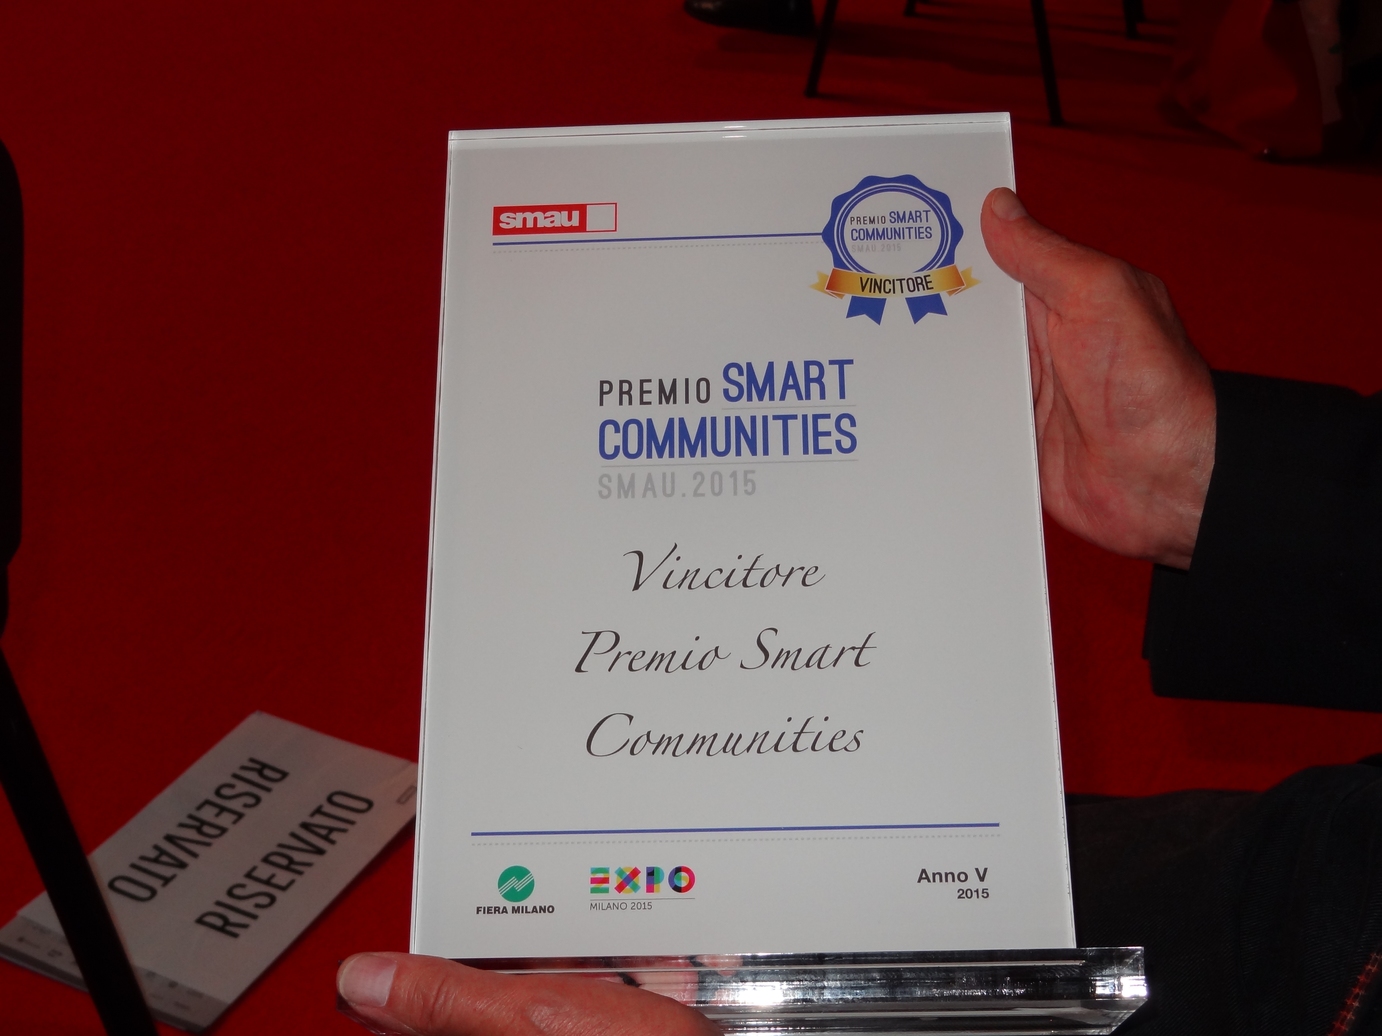 smau
PREMIO SMART
COMMUNITIES
SMAU.2015
VINCITORE
PREMIO SMART
COMMUNITIES
SMAU.2015
Vincitore
Premio Smart
Communities
FIERA MILANO
EXPO
MILANO 2015
Anno V
2015
RISERVATO
RISERVATO